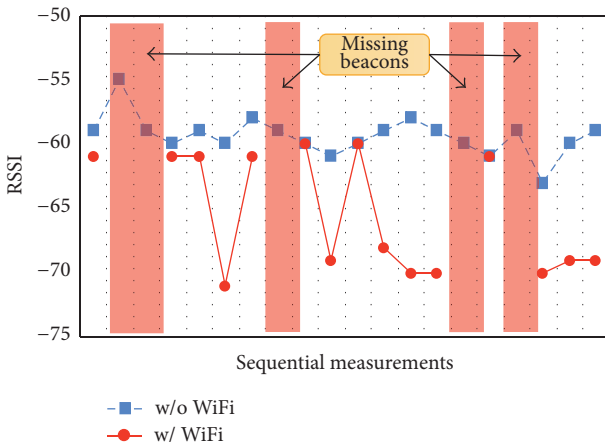 −50
−55
−60
−65
−70
−75
RSSI
Missing
beacons
Sequential measurements
w/o WiFi
w/ WiFi